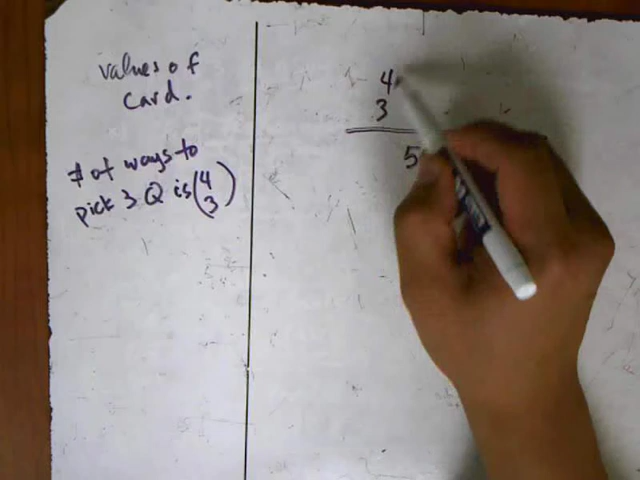 values of
card.
# of ways to
pick 3 Q is (4 3)
4
3
5